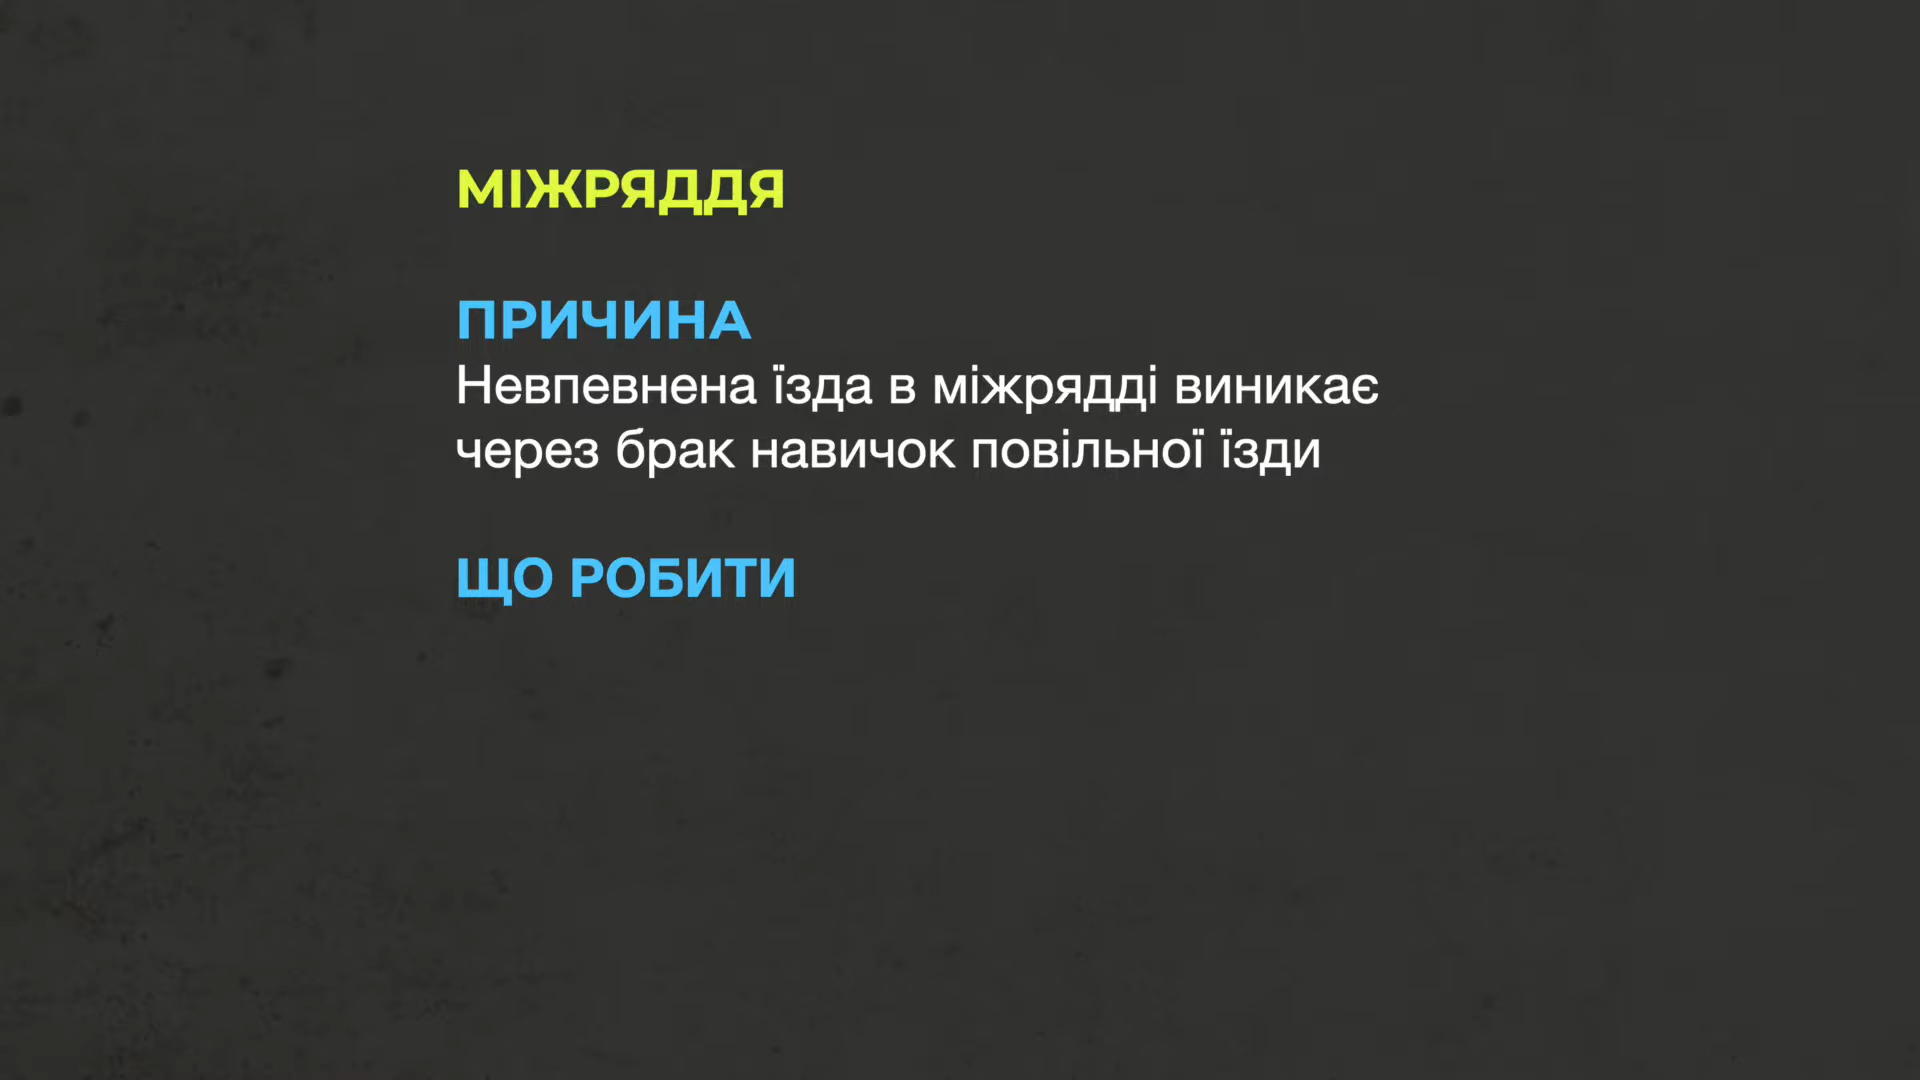 МІЖРЯДДЯ
ПРИЧИНА
Невпевнена їзда в міжрядді виникає
через брак навичок повільної їзди
ЩО РОБИТИ